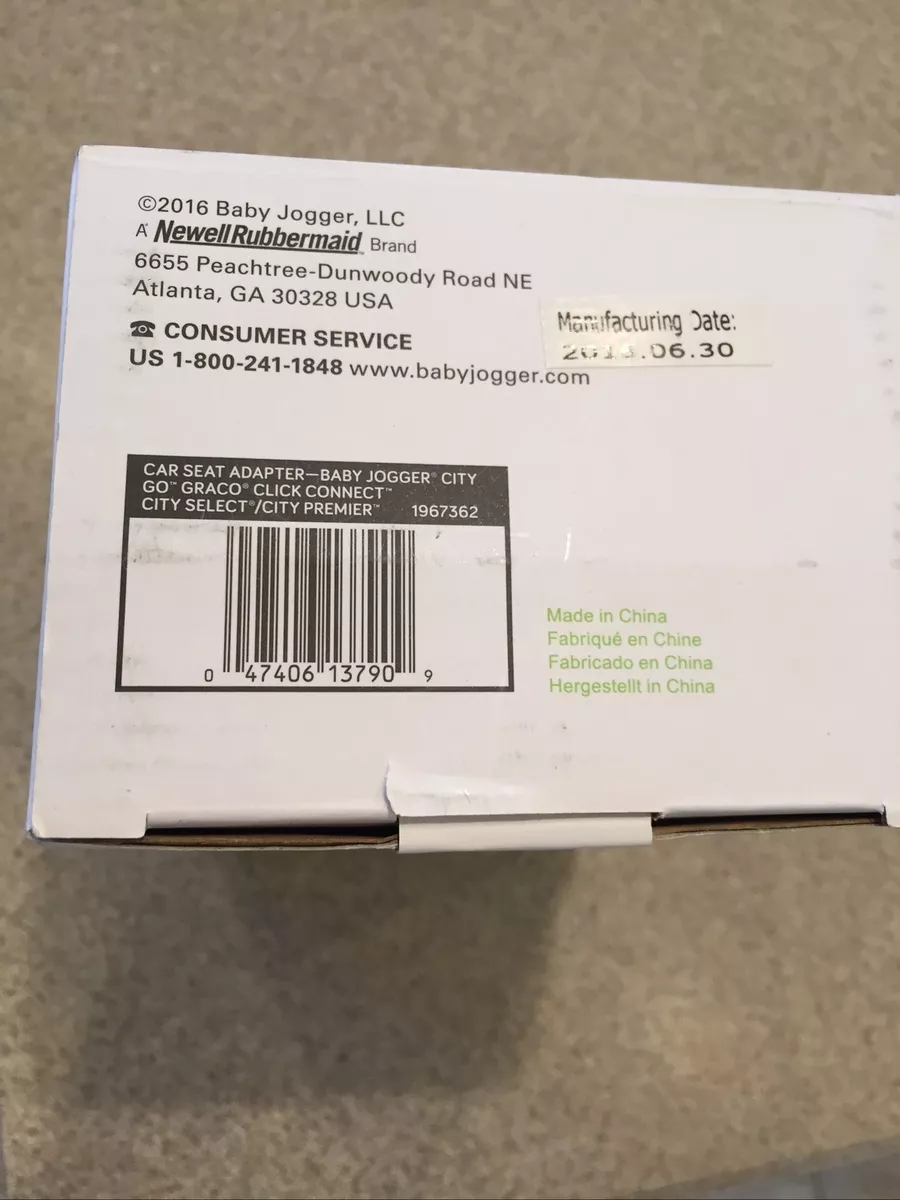 ©2016 Baby Jogger, LLC
A NewellRubbermaid Brand
6655 Peachtree-Dunwoody Road NE
Atlanta, GA 30328 USA
☎ CONSUMER SERVICE
US 1-800-241-1848 www.babyjogger.com
Manufacturing Date:
CAR SEAT ADAPTER—BABY JOGGER® CITY
GO™ GRACO® CLICK CONNECT™
CITY SELECT®/CITY PREMIER™ 1967362
0 47406 13790 9
Made in China
Fabriqué en Chine
Fabricado en China
Hergestellt in China